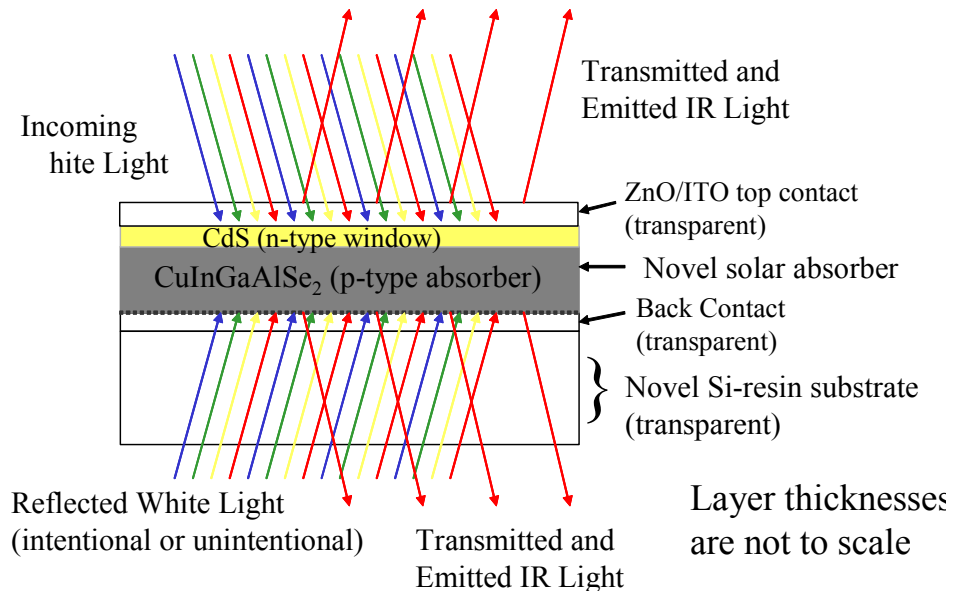 Transmitted and
Emitted IR Light
Incoming
hite Light
ZnO/ITO top contact
(transparent)
CdS (n-type window)
CuInGaAlSe₂ (p-type absorber)
Novel solar absorber
Back Contact
(transparent)
Novel Si-resin substrate
(transparent)
Reflected White Light
(intentional or unintentional)
Transmitted and
Emitted IR Light
Layer thicknesses
are not to scale